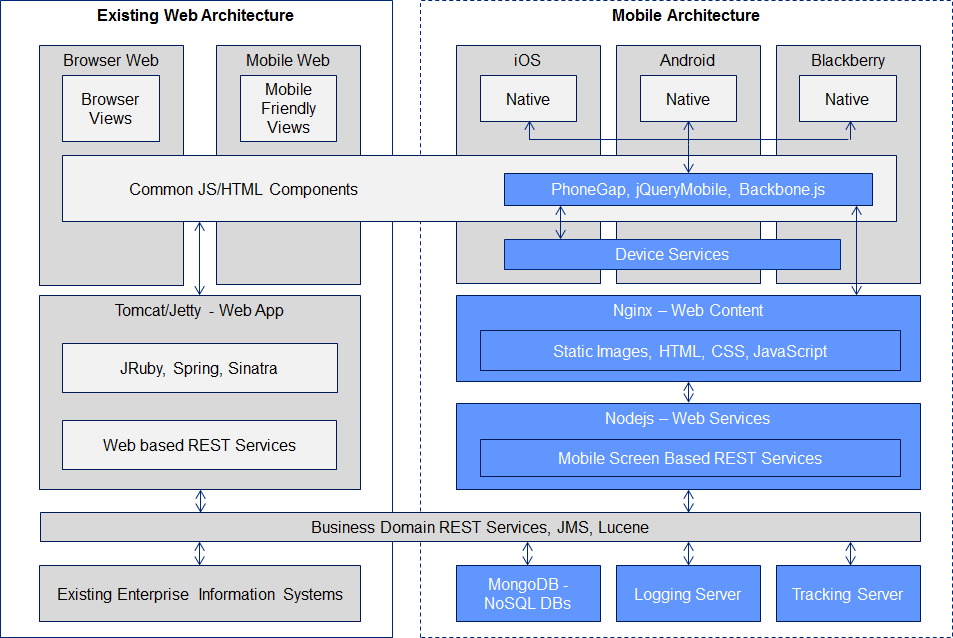 Existing Web Architecture
Mobile Architecture
Browser Web
Mobile Web
iOS
Android
Blackberry
Browser
Views
Mobile
Friendly
Views
Native
Native
Native
Common JS/HTML Components
PhoneGap, jQueryMobile, Backbone.js
Device Services
Tomcat/Jetty - Web App
Nginx – Web Content
JRuby, Spring, Sinatra
Static Images, HTML, CSS, JavaScript
Nodejs – Web Services
Web based REST Services
Mobile Screen Based REST Services
Business Domain REST Services, JMS, Lucene
Existing Enterprise Information Systems
MongoDB -
NoSQL DBs
Logging Server
Tracking Server